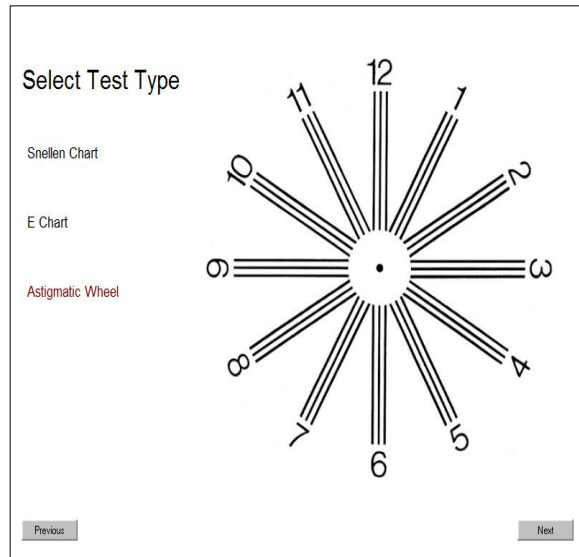 Select Test Type
Snellen Chart
E Chart
Astigmatic Wheel
12
11
1
10
2
9
3
8
4
7
5
6
Previous
Next